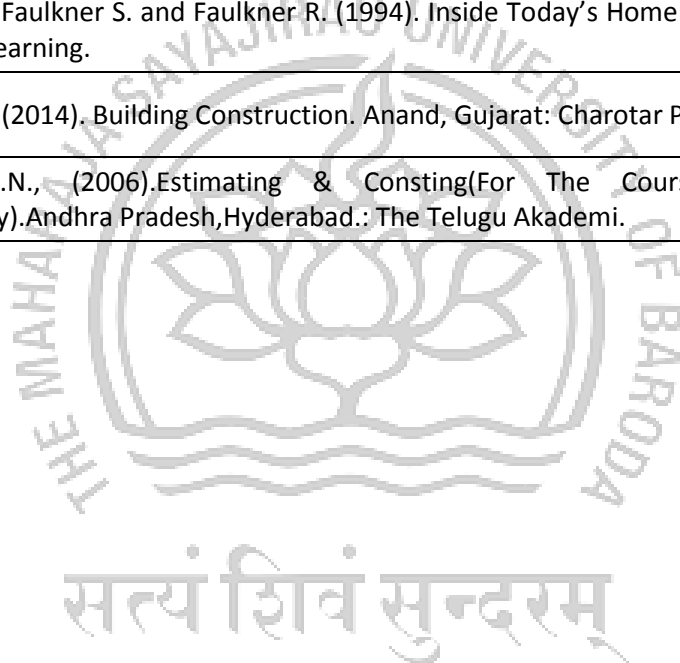 Faulkner S. and Faulkner R. (1994). Inside Today’s Home
earning.
(2014). Building Construction. Anand, Gujarat: Charotar P
.N., (2006).Estimating & Consting(For The Cours
y).Andhra Pradesh,Hyderabad.: The Telugu Akademi.
THE MAHARAJA SAYAJIRAO UNIVERSITY OF BARODA
सत्यं शिवं सुन्दरम्